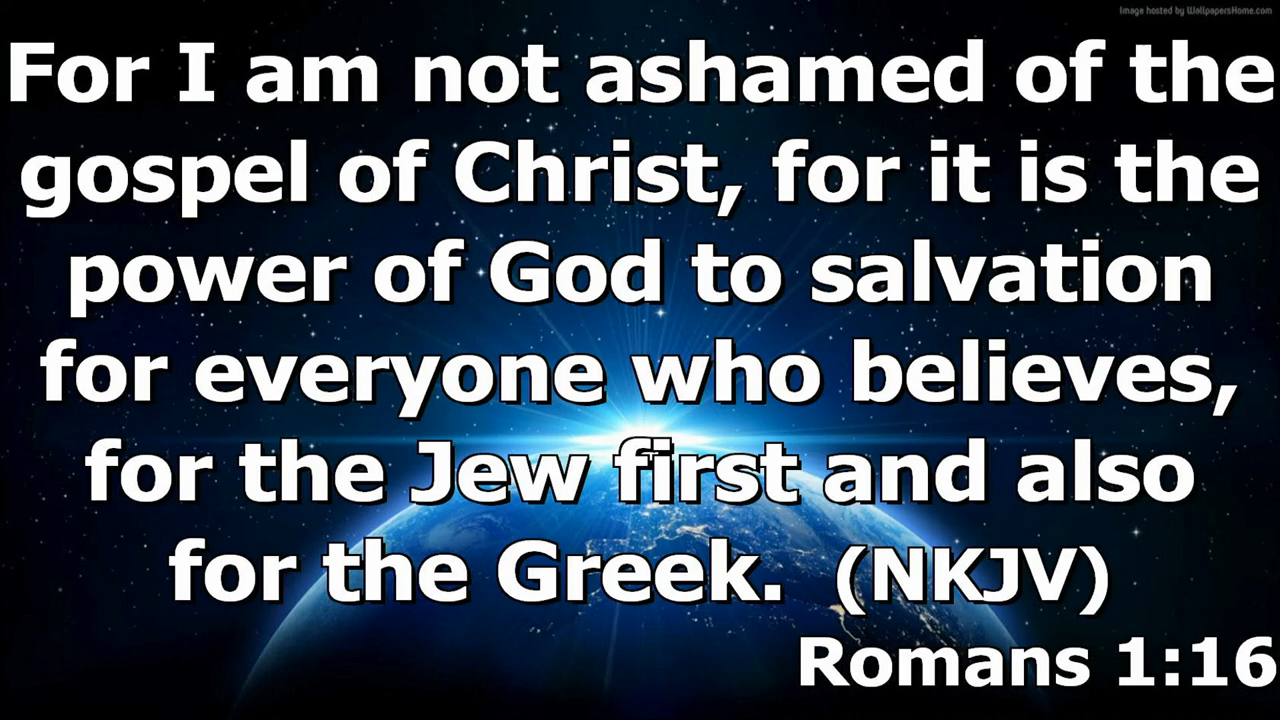 Image hosted by WallpapersHome.com
For I am not ashamed of the
gospel of Christ, for it is the
power of God to salvation
for everyone who believes,
for the Jew first and also
for the Greek. (NKJV)
Romans 1:16